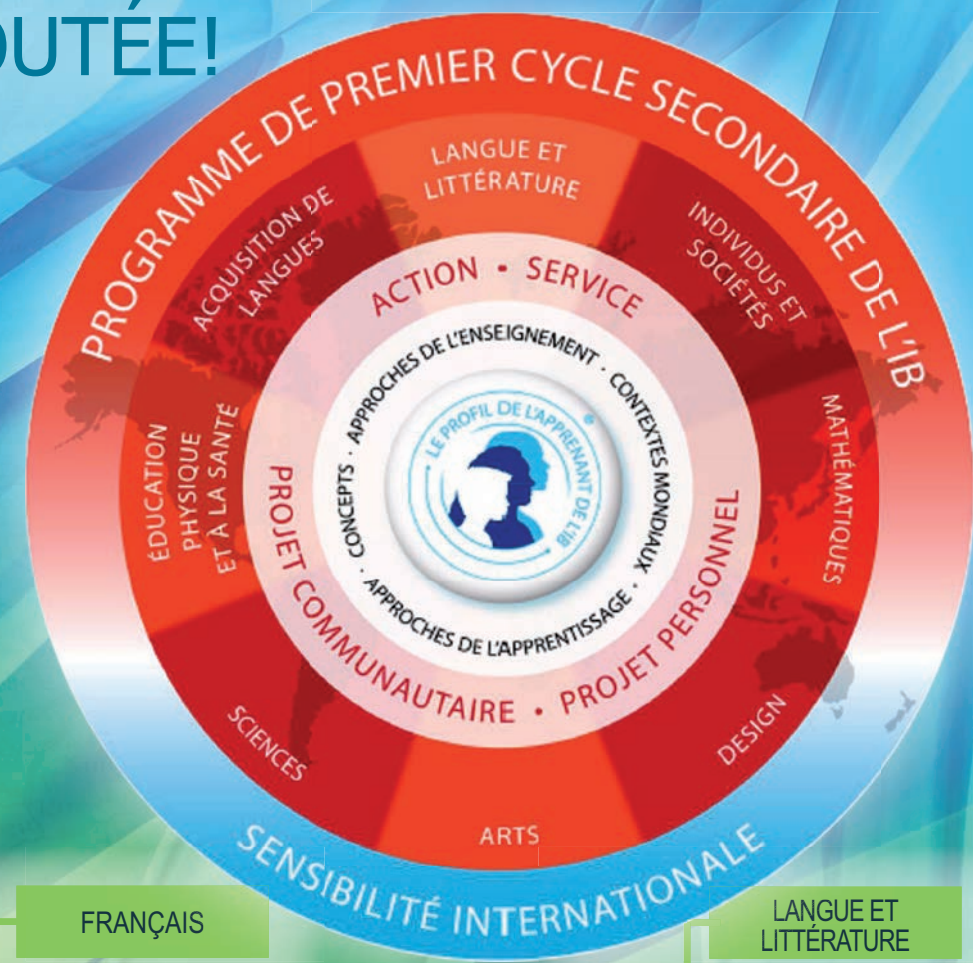 OUTÉE!
PROGRAMME DE PREMIER CYCLE SECONDAIRE DE L'IB
LANGUE ET
LITTÉRATURE
INDIVIDUS ET
SOCIÉTÉS
MATHÉMATIQUES
DESIGN
ARTS
SCIENCES
ÉDUCATION
PHYSIQUE
ET À LA SANTÉ
ACQUISITION DE
LANGUES
ACTION • SERVICE
PROJET COMMUNAUTAIRE • PROJET PERSONNEL
APPROCHES DE L'ENSEIGNEMENT · CONTEXTES MONDIAUX ·
CONCEPTS · APPROCHES DE L'APPRENTISSAGE ·
• LE PROFIL DE L'APPRENANT DE L'IB •
®
SENSIBILITÉ INTERNATIONALE
FRANÇAIS
LANGUE ET
LITTÉRATURE